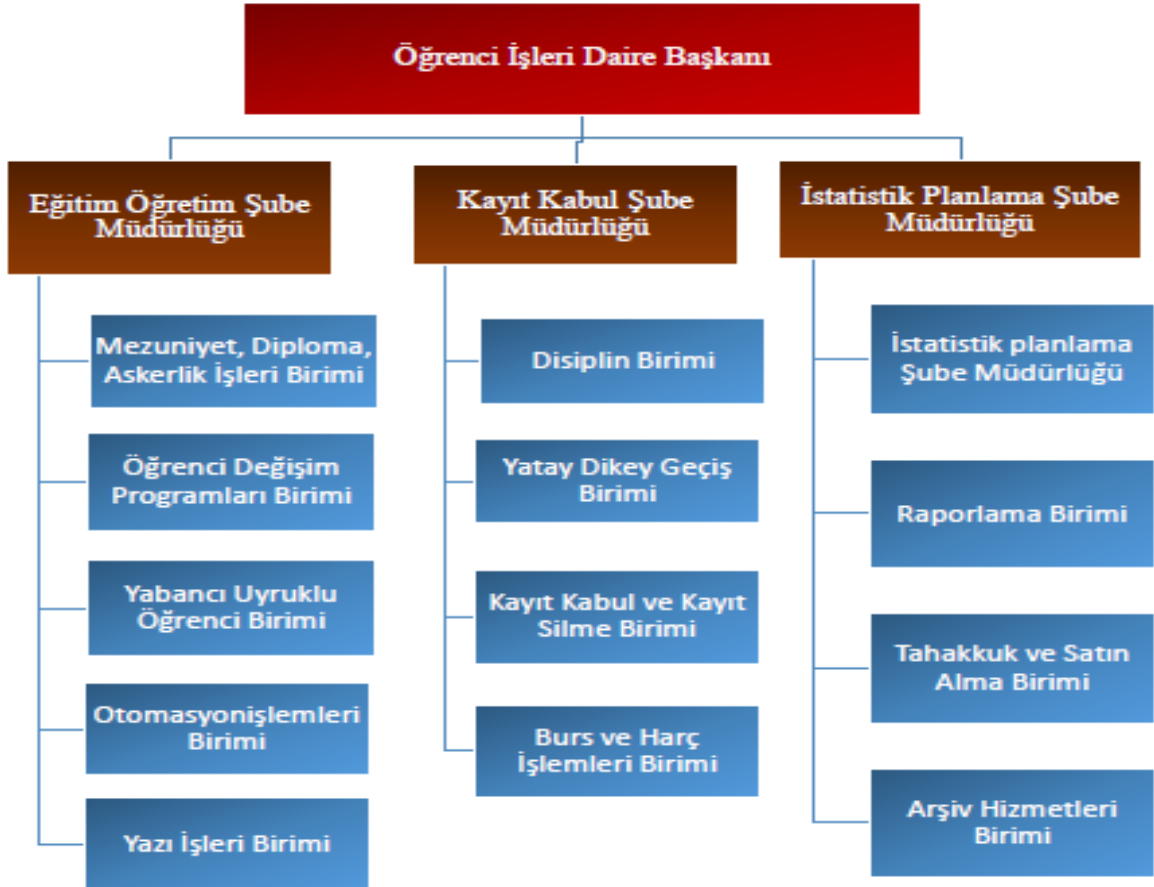 Öğrenci İşleri Daire Başkanı
Eğitim Öğretim Şube
Müdürlüğü
Mezuniyet, Diploma,
Askerlik İşleri Birimi
Öğrenci Değişim
Programları Birimi
Yabancı Uyruklu
Öğrenci Birimi
Otomasyonişlemleri
Birimi
Yazı İşleri Birimi
Kayıt Kabul Şube
Müdürlüğü
Disiplin Birimi
Yatay Dikey Geçiş
Birimi
Kayıt Kabul ve Kayıt
Silme Birimi
Burs ve Harç
İşlemleri Birimi
İstatistik Planlama Şube
Müdürlüğü
İstatistik planlama
Şube Müdürlüğü
Raporlama Birimi
Tahakkuk ve Satın
Alma Birimi
Arşiv Hizmetleri
Birimi